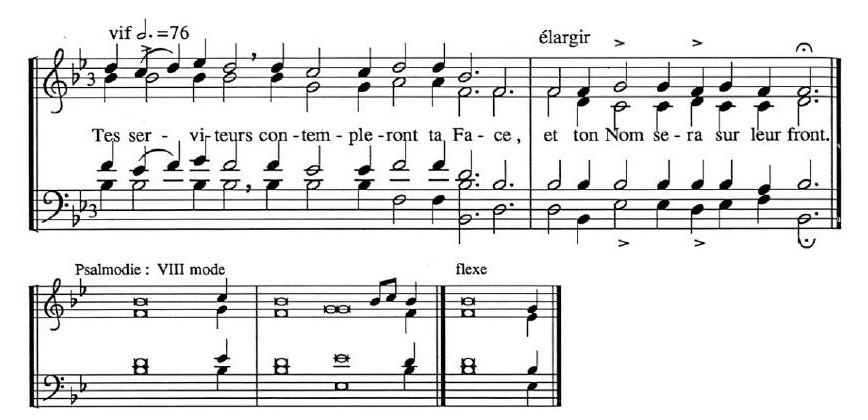 vif 𝅗𝅥. =76
élargir
Tes ser - vi-teurs con-tem-ple-ront ta Fa-ce, et ton Nom se-ra sur leur front.
Psalmodie : VIII mode flexe